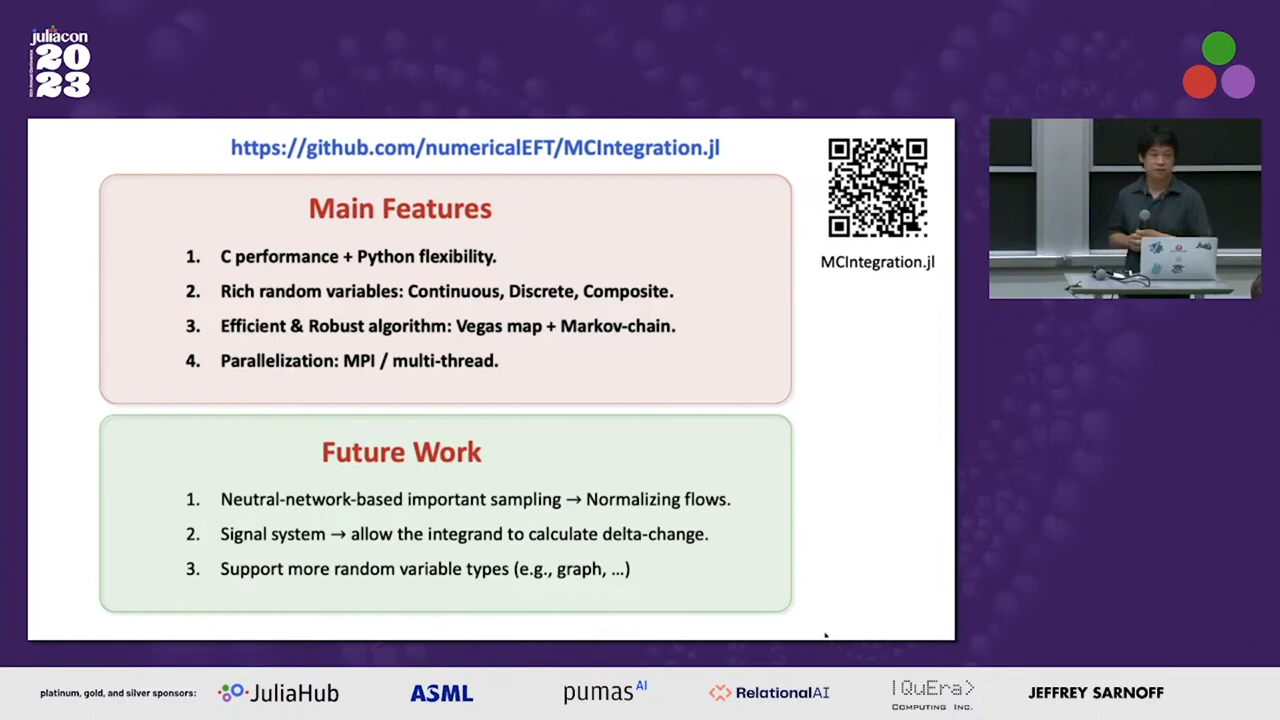 juliacon
20
23
https://github.com/numericalEFT/MCIntegration.jl
Main Features
1. C performance + Python flexibility.
2. Rich random variables: Continuous, Discrete, Composite.
3. Efficient & Robust algorithm: Vegas map + Markov-chain.
4. Parallelization: MPI / multi-thread.
MCIntegration.jl
Future Work
1. Neutral-network-based important sampling → Normalizing flows.
2. Signal system → allow the integrand to calculate delta-change.
3. Support more random variable types (e.g., graph, ...)
platinum, gold, and silver sponsors:
JuliaHub
ASML
pumas AI
RelationalAI
|QuEra>
COMPUTING INC.
JEFFREY SARNOFF